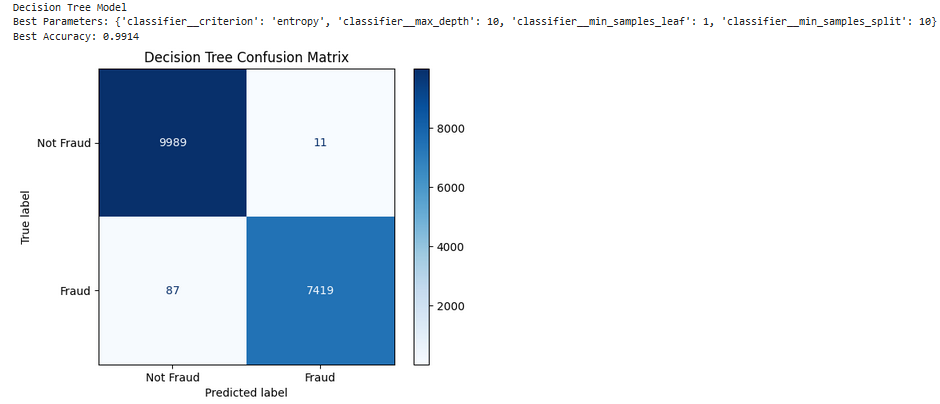 Decision Tree Model
Best Parameters: {'classifier__criterion': 'entropy', 'classifier__max_depth': 10, 'classifier__min_samples_leaf': 1, 'classifier__min_samples_split': 10}
Best Accuracy: 0.9914
Decision Tree Confusion Matrix
Not Fraud
9989
11
8000
6000
True label
4000
Fraud
87
7419
2000
Not Fraud
Fraud
Predicted label